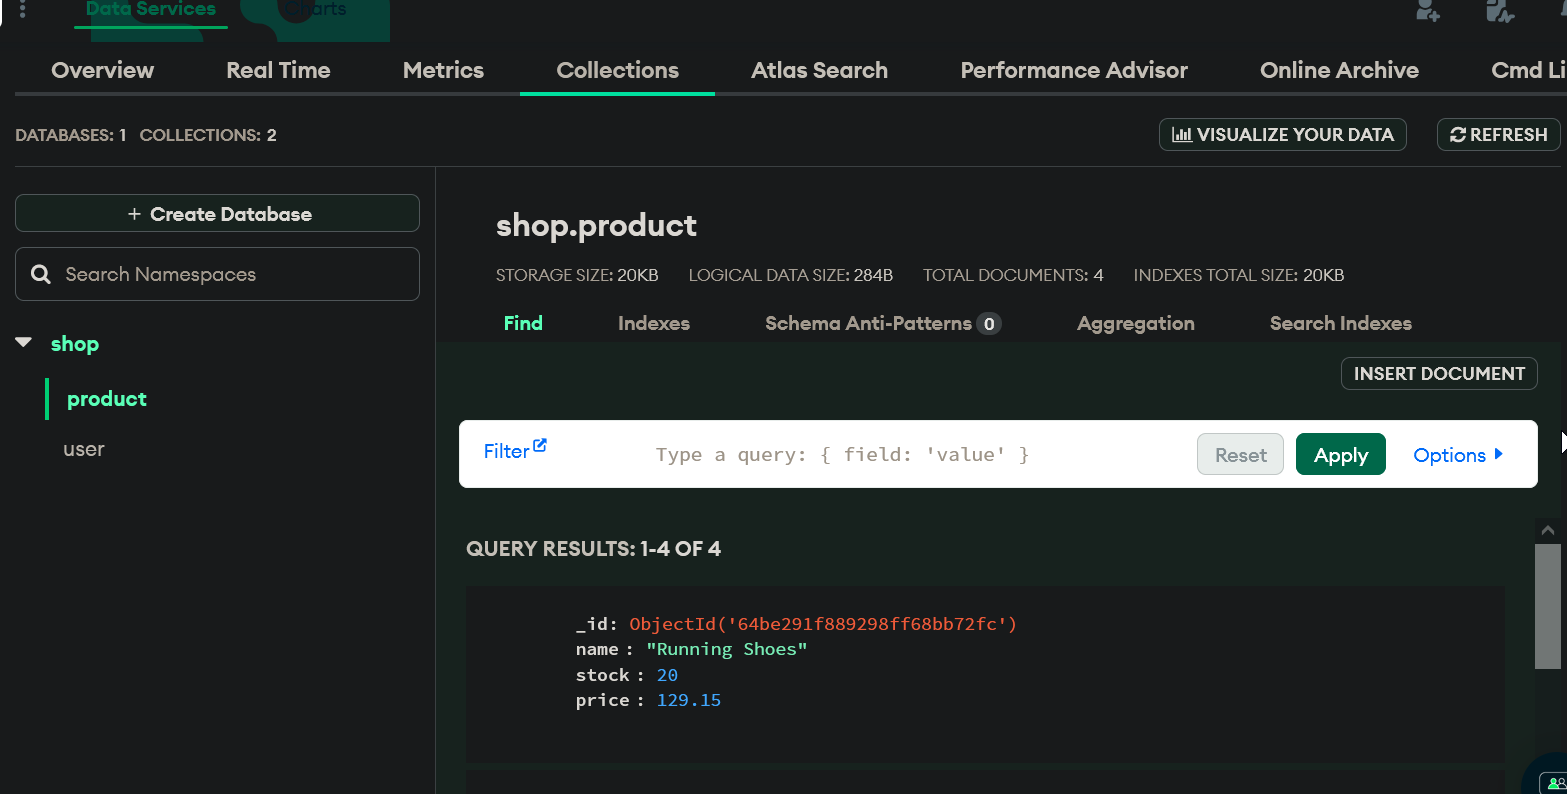 Data Services Charts
Overview Real Time Metrics Collections Atlas Search Performance Advisor Online Archive Cmd Li
DATABASES: 1 COLLECTIONS: 2
VISUALIZE YOUR DATA
REFRESH
+ Create Database
Search Namespaces
shop
product
user
shop.product
STORAGE SIZE: 20KB LOGICAL DATA SIZE: 284B TOTAL DOCUMENTS: 4 INDEXES TOTAL SIZE: 20KB
Find Indexes Schema Anti-Patterns 0 Aggregation Search Indexes
INSERT DOCUMENT
Filter Type a query: { field: 'value' } Reset Apply Options
QUERY RESULTS: 1-4 OF 4
_id: ObjectId('64be291f889298ff68bb72fc')
name : "Running Shoes"
stock : 20
price : 129.15